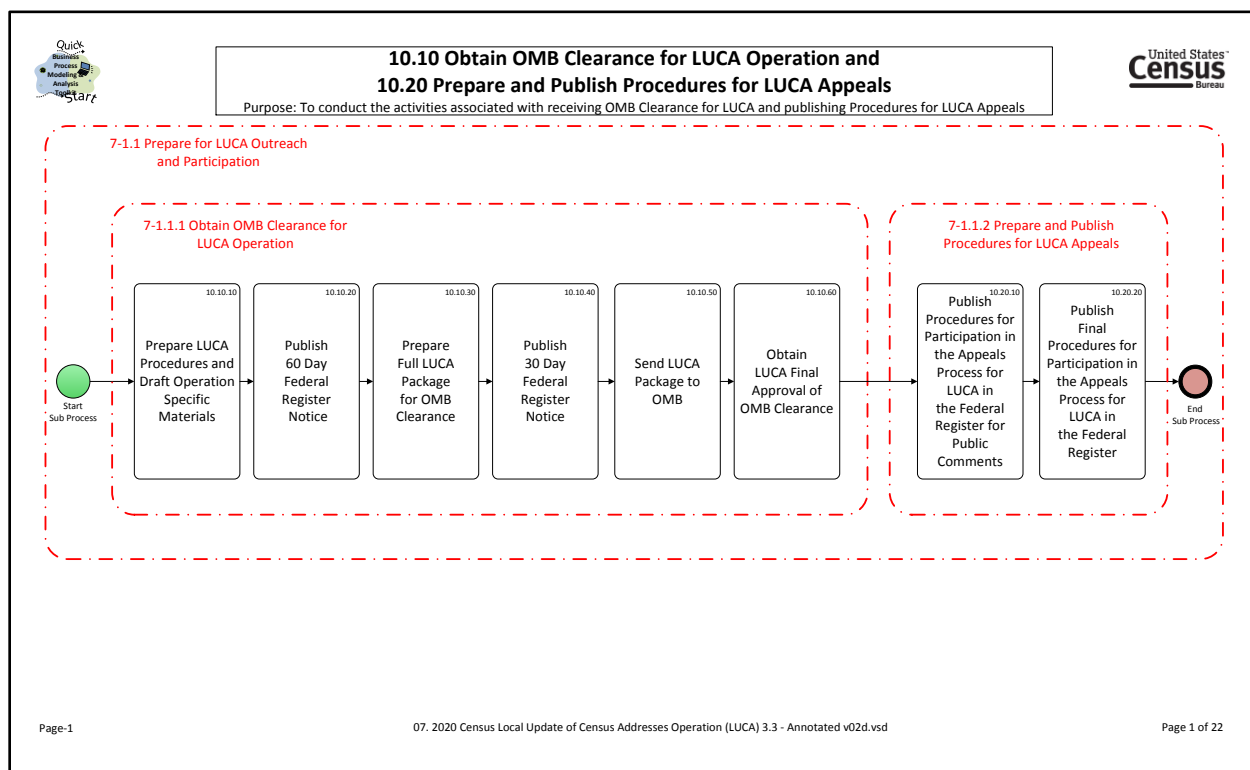 Quick
Business
Process
Modeling &
Analysis
Toolkit
Start
10.10 Obtain OMB Clearance for LUCA Operation and
10.20 Prepare and Publish Procedures for LUCA Appeals
Purpose: To conduct the activities associated with receiving OMB Clearance for LUCA and publishing Procedures for LUCA Appeals
United States™
Census
Bureau
7-1.1 Prepare for LUCA Outreach
and Participation
7-1.1.1 Obtain OMB Clearance for
LUCA Operation
7-1.1.2 Prepare and Publish
Procedures for LUCA Appeals
Start
Sub Process
10.10.10
Prepare LUCA
Procedures and
Draft Operation
Specific
Materials
10.10.20
Publish
60 Day
Federal
Register
Notice
10.10.30
Prepare
Full LUCA
Package
for OMB
Clearance
10.10.40
Publish
30 Day
Federal
Register
Notice
10.10.50
Send LUCA
Package to
OMB
10.10.60
Obtain
LUCA Final
Approval of
OMB Clearance
10.20.10
Publish
Procedures for
Participation in
the Appeals
Process for
LUCA in
the Federal
Register for
Public
Comments
10.20.20
Publish
Final
Procedures for
Participation in
the Appeals
Process for
LUCA in
the Federal
Register
End
Sub Process
Page-1
07. 2020 Census Local Update of Census Addresses Operation (LUCA) 3.3 - Annotated v02d.vsd
Page 1 of 22